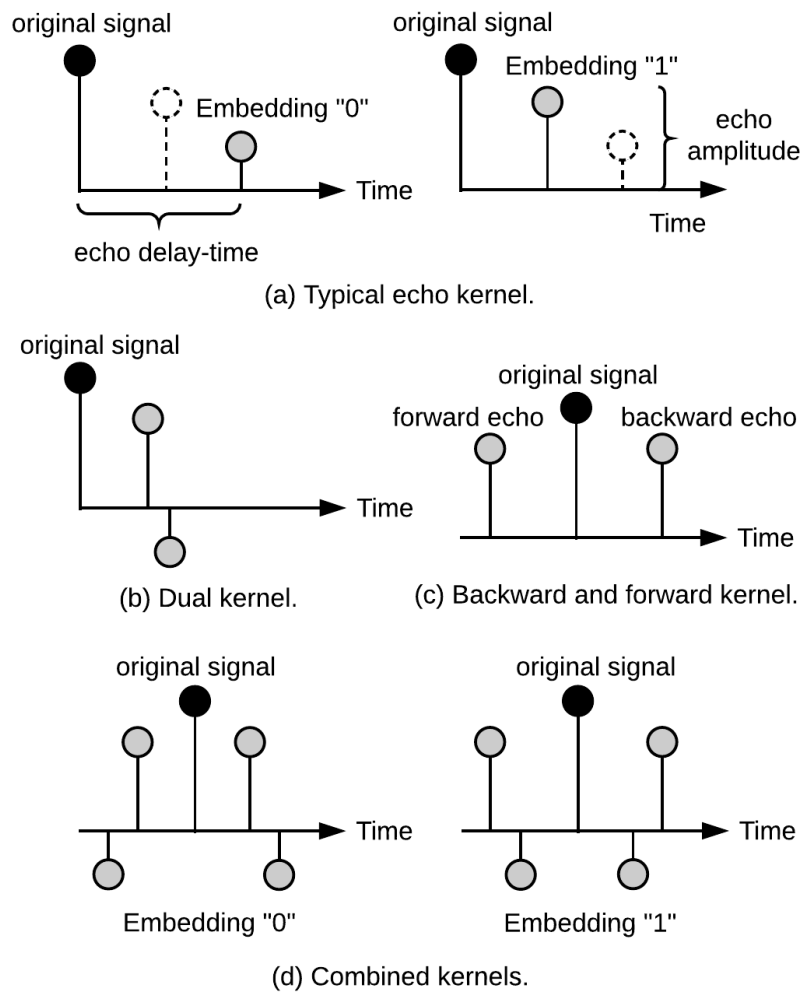 original signal
Embedding "0"
Time
echo delay-time
original signal
Embedding "1"
echo
amplitude
Time
(a) Typical echo kernel.
original signal
Time
(b) Dual kernel.
original signal
forward echo
backward echo
Time
(c) Backward and forward kernel.
original signal
Time
Embedding "0"
original signal
Time
Embedding "1"
(d) Combined kernels.